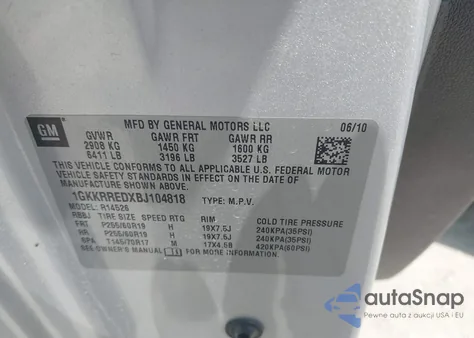 GM
MFD BY GENERAL MOTORS LLC
06/10
GVWR GAWR FRT GAWR RR
2908 KG 1450 KG 1600 KG
6411 LB 3196 LB 3527 LB
THIS VEHICLE CONFORMS TO ALL APPLICABLE U.S. FEDERAL MOTOR
VEHICLE SAFETY STANDARDS IN EFFECT ON THE DATE OF
MANUFACTURE SHOWN ABOVE.
1GKKRREDXBJ104818 TYPE: M.P.V.
MODEL: R14526
RBBJ TIRE SIZE SPEED RTG RIM COLD TIRE PRESSURE
FRT P255/60R19 H 19X7.5J 240KPA(35PSI)
RR P255/60R19 H 19X7.5J 240KPA(35PSI)
SPA T145/70R17 M 17X4.5B 420KPA(60PSI)
SEE OWNER'S MANUAL FOR MORE INFORMATION.
autoSnap
Pewne auto z aukcji USA i EU